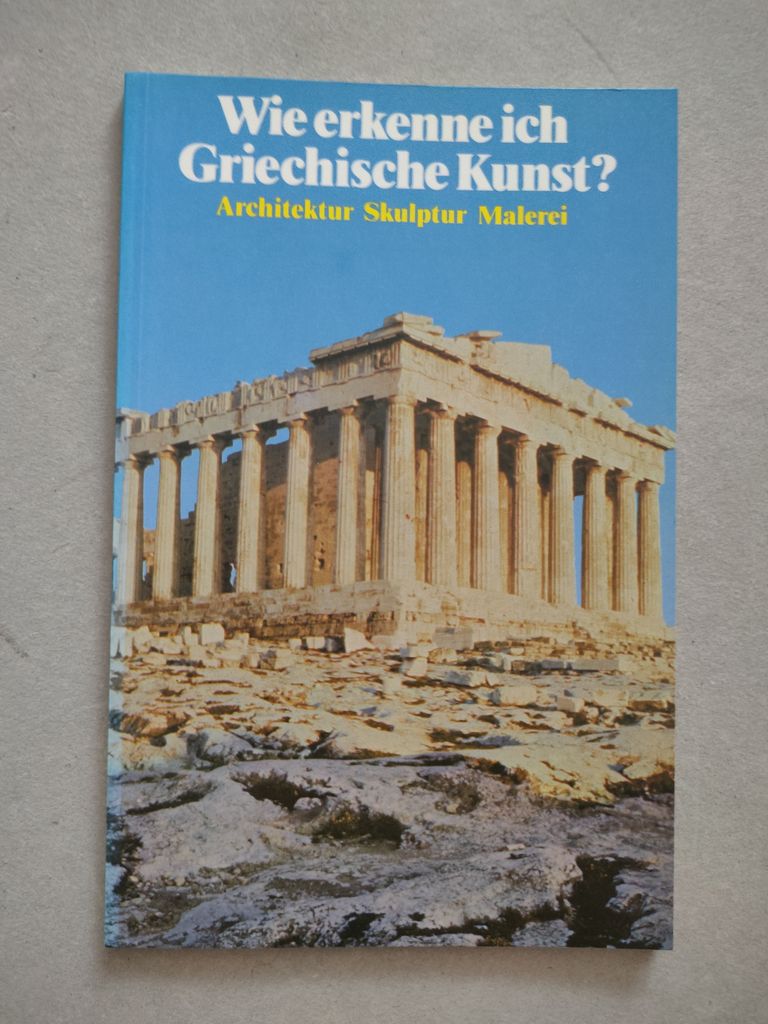 Wie erkenne ich
Griechische Kunst?
Architektur Skulptur Malerei